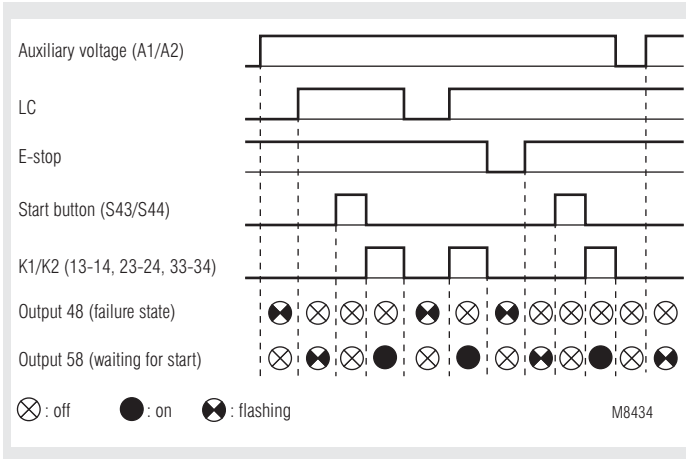 Auxiliary voltage (A1/A2)
LC
E-stop
Start button (S43/S44)
K1/K2 (13-14, 23-24, 33-34)
Output 48 (failure state)
Output 58 (waiting for start)
: off : on : flashing
M8434